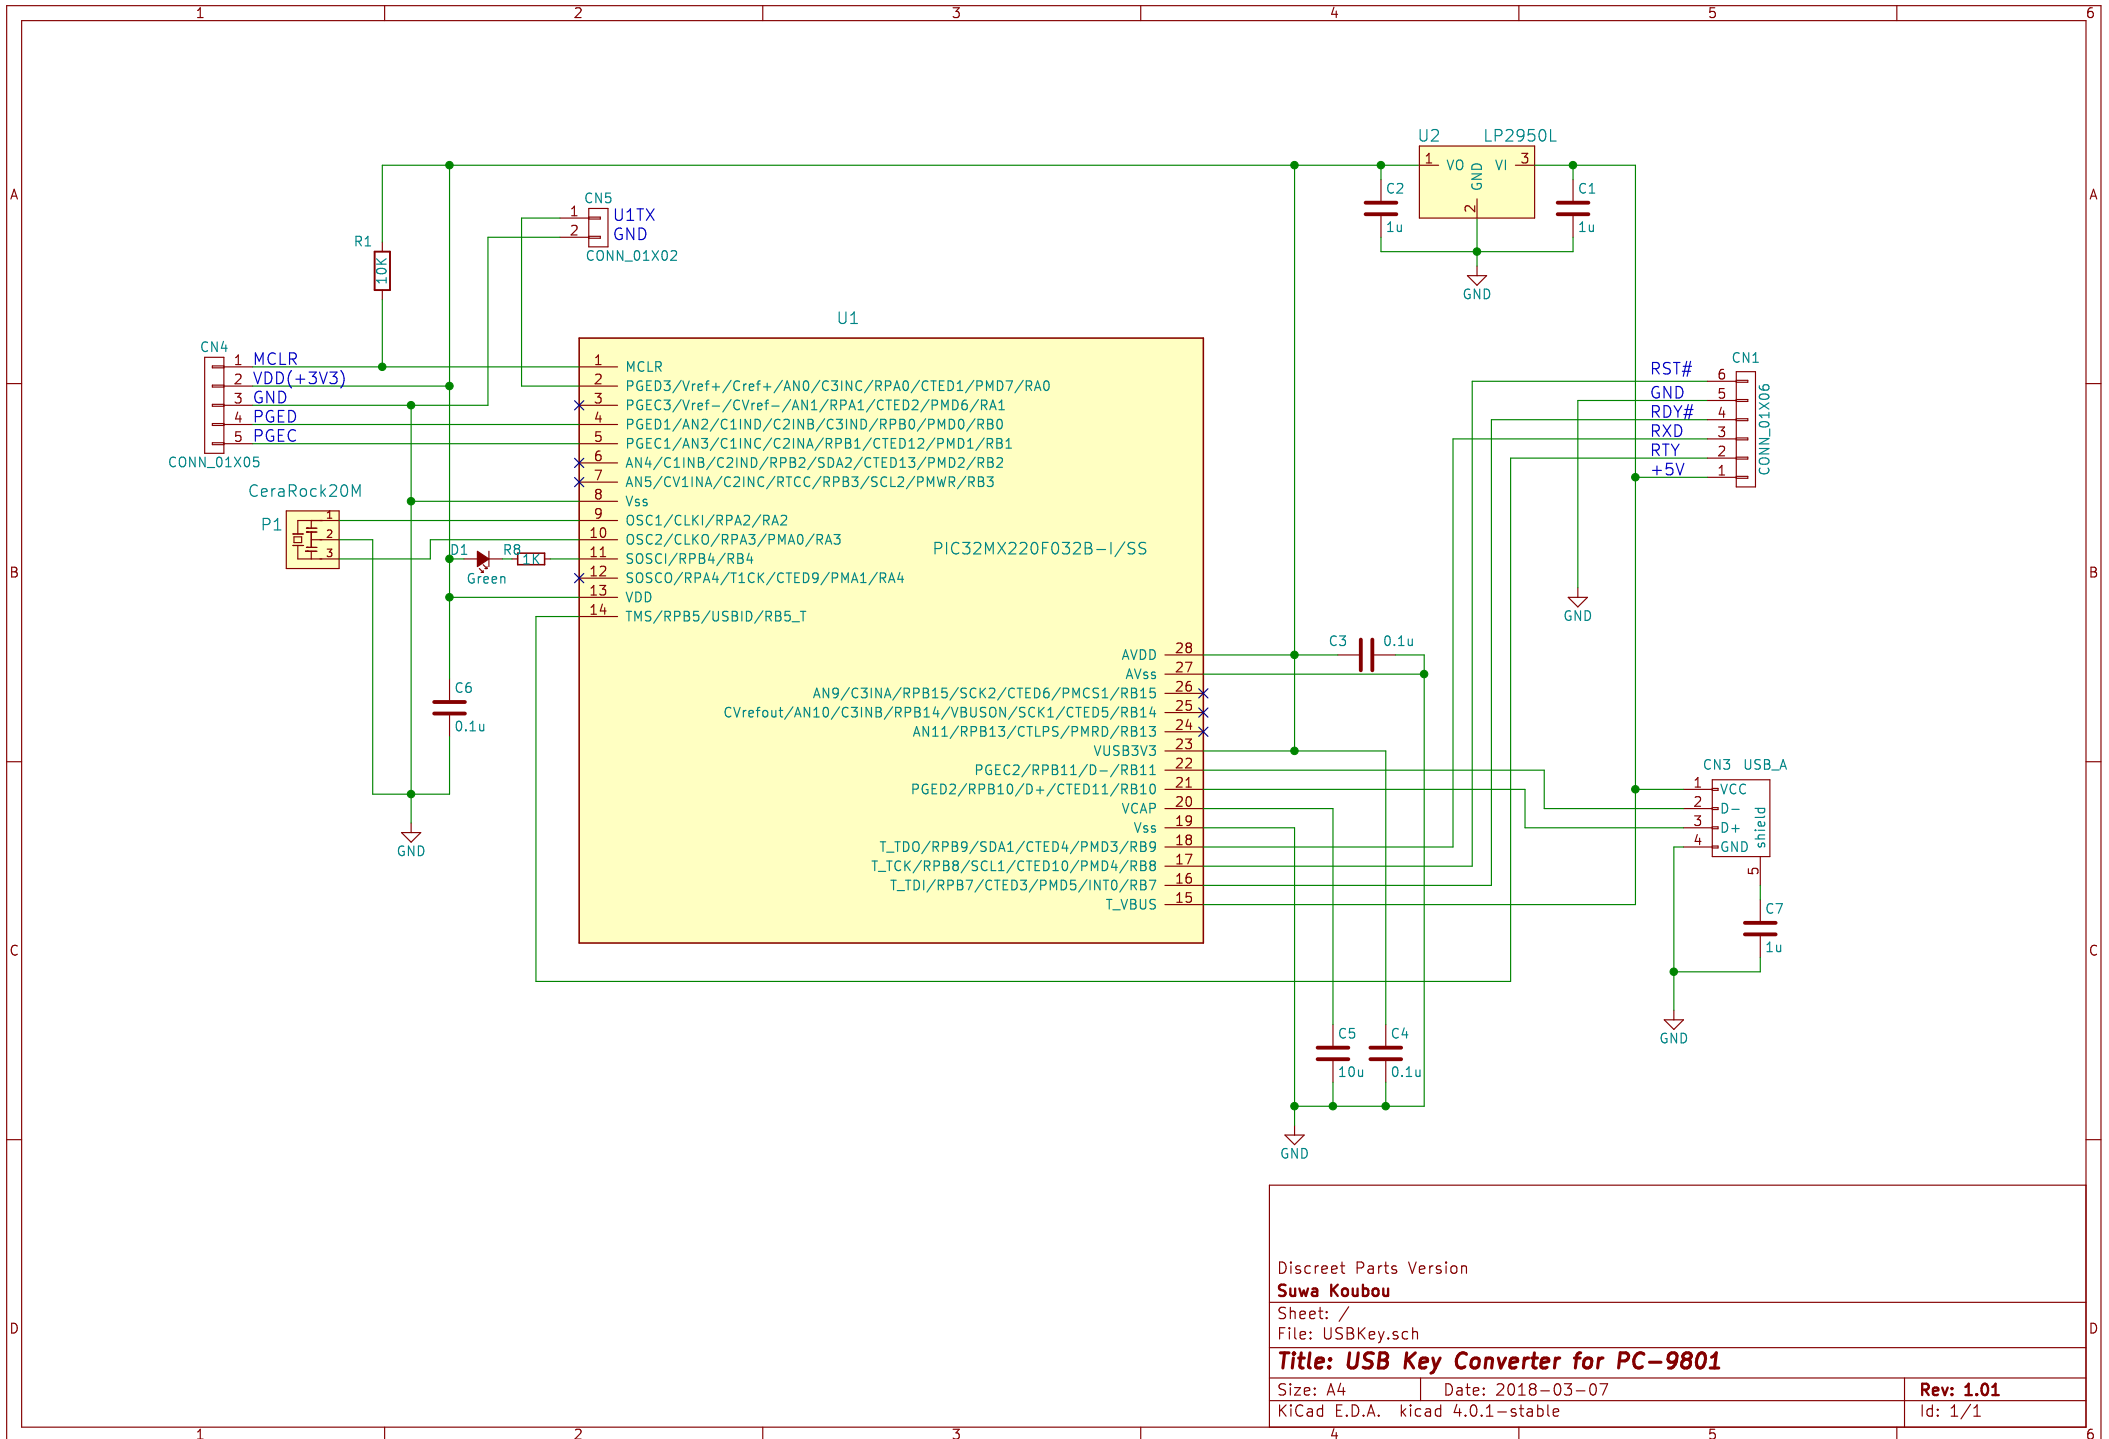 1 2 3 4 5 6
A
B
C
D
A
B
C
D
1 2 3 4 5 6
U2 LP2950L
1 VO GND VI 3
2
C2
1u
C1
1u
GND
CN5
1 U1TX
2 GND
CONN_01X02
R1
10K
U1
PIC32MX220F032B-I/SS
CN4
1 MCLR
2 VDD(+3V3)
3 GND
4 PGED
5 PGEC
CONN_01X05
CeraRock20M
P1
1
2
3
D1
Green
R8
1K
C6
0.1u
GND
1 MCLR
2 PGED3/Vref+/Cref+/AN0/C3INC/RPA0/CTED1/PMD7/RA0
3 PGEC3/Vref-/CVref-/AN1/RPA1/CTED2/PMD6/RA1
4 PGED1/AN2/C1IND/C2INB/C3IND/RPB0/PMD0/RB0
5 PGEC1/AN3/C1INC/C2INA/RPB1/CTED12/PMD1/RB1
6 AN4/C1INB/C2IND/RPB2/SDA2/CTED13/PMD2/RB2
7 AN5/CV1INA/C2INC/RTCC/RPB3/SCL2/PMWR/RB3
8 Vss
9 OSC1/CLKI/RPA2/RA2
10 OSC2/CLKO/RPA3/PMA0/RA3
11 SOSCI/RPB4/RB4
12 SOSCO/RPA4/T1CK/CTED9/PMA1/RA4
13 VDD
14 TMS/RPB5/USBID/RB5_T
AVDD 28
AVss 27
AN9/C3INA/RPB15/SCK2/CTED6/PMCS1/RB15 26
CVrefout/AN10/C3INB/RPB14/VBUSON/SCK1/CTED5/RB14 25
AN11/RPB13/CTLPS/PMRD/RB13 24
VUSB3V3 23
PGEC2/RPB11/D-/RB11 22
PGED2/RPB10/D+/CTED11/RB10 21
VCAP 20
Vss 19
T_TDO/RPB9/SDA1/CTED4/PMD3/RB9 18
T_TCK/RPB8/SCL1/CTED10/PMD4/RB8 17
T_TDI/RPB7/CTED3/PMD5/INT0/RB7 16
T_VBUS 15
C3 0.1u
CN1
RST# 6
GND 5
RDY# 4
RXD 3
RTY 2
+5V 1
CONN_01X06
GND
CN3 USB_A
1 VCC
2 D-
3 D+
4 GND
shield
5
C7
1u
GND
C5
10u
C4
0.1u
GND
Discreet Parts Version
Suwa Koubou
Sheet: /
File: USBKey.sch
Title: USB Key Converter for PC-9801
Size: A4 Date: 2018-03-07 Rev: 1.01
KiCad E.D.A. kicad 4.0.1-stable Id: 1/1